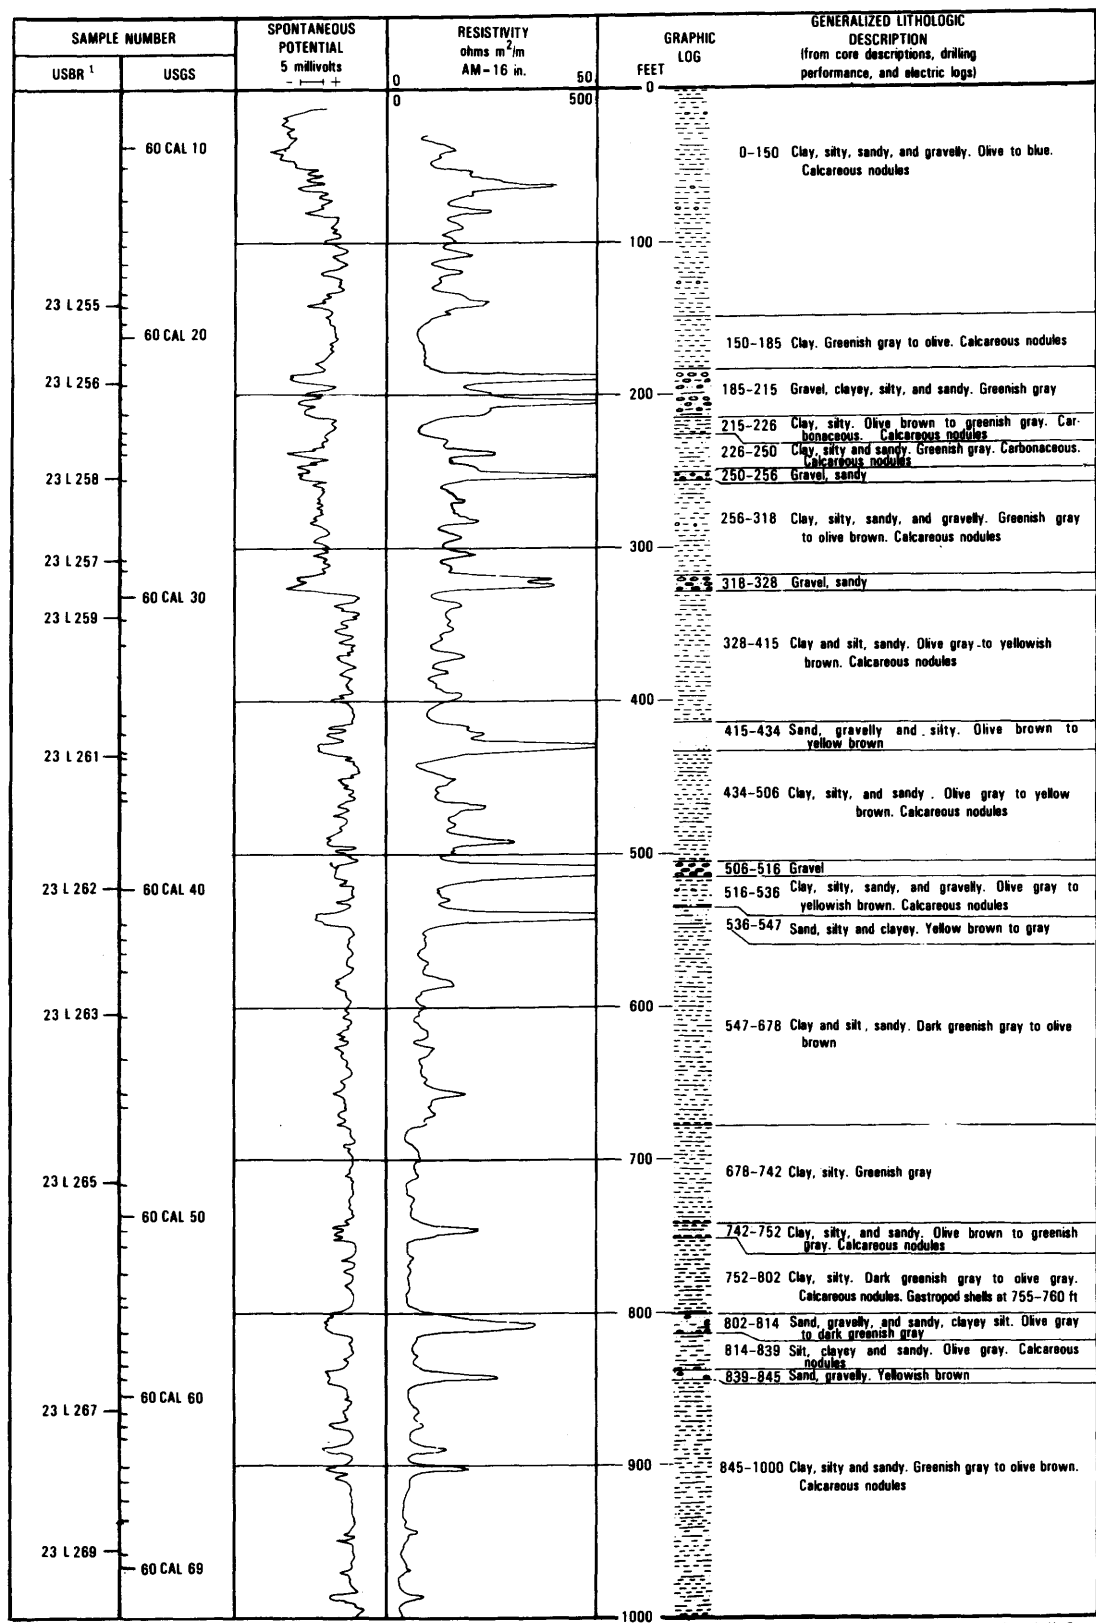 SAMPLE NUMBER
USBR 1
USGS
SPONTANEOUS
POTENTIAL
5 millivolts
- +
RESISTIVITY
ohms m2/m
AM-16 in.
0 50
0 500
FEET
GRAPHIC
LOG
GENERALIZED LITHOLOGIC
DESCRIPTION
(from core descriptions, drilling
performance, and electric logs)
0
60 CAL 10
0-150 Clay, silty, sandy, and gravelly. Olive to blue.
Calcareous nodules
100
23 L 255
60 CAL 20
150-185 Clay. Greenish gray to olive. Calcareous nodules
23 L 256
185-215 Gravel, clayey, silty, and sandy. Greenish gray
200
215-226 Clay, silty. Olive brown to greenish gray. Car-
bonaceous. Calcareous nodules
226-250 Clay, silty and sandy. Greenish gray. Carbonaceous.
Calcareous nodules
23 L 258
250-256 Gravel, sandy
256-318 Clay, silty, sandy, and gravelly. Greenish gray
to olive brown. Calcareous nodules
300
23 L 257
318-328 Gravel, sandy
60 CAL 30
23 L 259
328-415 Clay and silt, sandy. Olive gray to yellowish
brown. Calcareous nodules
400
415-434 Sand, gravelly and silty. Olive brown to
yellow brown
23 L 261
434-506 Clay, silty, and sandy. Olive gray to yellow
brown. Calcareous nodules
500
506-516 Gravel
23 L 262
60 CAL 40
516-536 Clay, silty, sandy, and gravelly. Olive gray to
yellowish brown. Calcareous nodules
536-547 Sand, silty and clayey. Yellow brown to gray
600
23 L 263
547-678 Clay and silt, sandy. Dark greenish gray to olive
brown
700
678-742 Clay, silty. Greenish gray
23 L 265
60 CAL 50
742-752 Clay, silty, and sandy. Olive brown to greenish
gray. Calcareous nodules
752-802 Clay, silty. Dark greenish gray to olive gray.
Calcareous nodules. Gastropod shells at 755-760 ft
800
802-814 Sand, gravelly, and sandy, clayey silt. Olive gray
to dark greenish gray
814-839 Silt, clayey and sandy. Olive gray. Calcareous
nodules
839-845 Sand, gravelly. Yellowish brown
60 CAL 60
23 L 267
900
845-1000 Clay, silty and sandy. Greenish gray to olive brown.
Calcareous nodules
23 L 269
60 CAL 69
1000